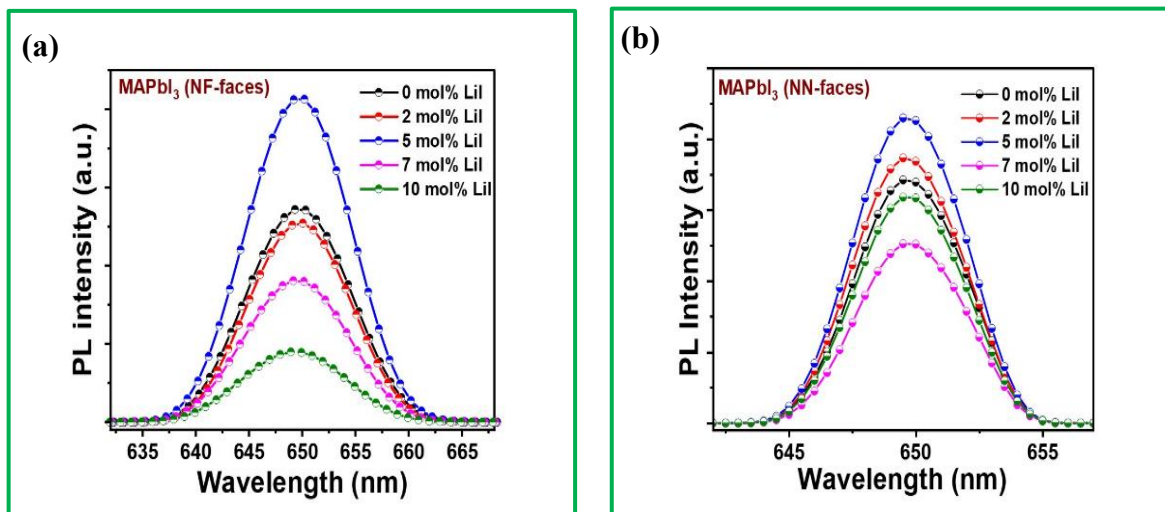 (a)
MAPbI₃ (NF-faces)
0 mol% LiI
2 mol% LiI
5 mol% LiI
7 mol% LiI
10 mol% LiI
PL intensity (a.u.)
635 640 645 650 655 660 665
Wavelength (nm)
(b)
MAPbI₃ (NN-faces)
0 mol% LiI
2 mol% LiI
5 mol% LiI
7 mol% LiI
10 mol% LiI
PL Intensity (a.u.)
645 650 655
Wavelength (nm)